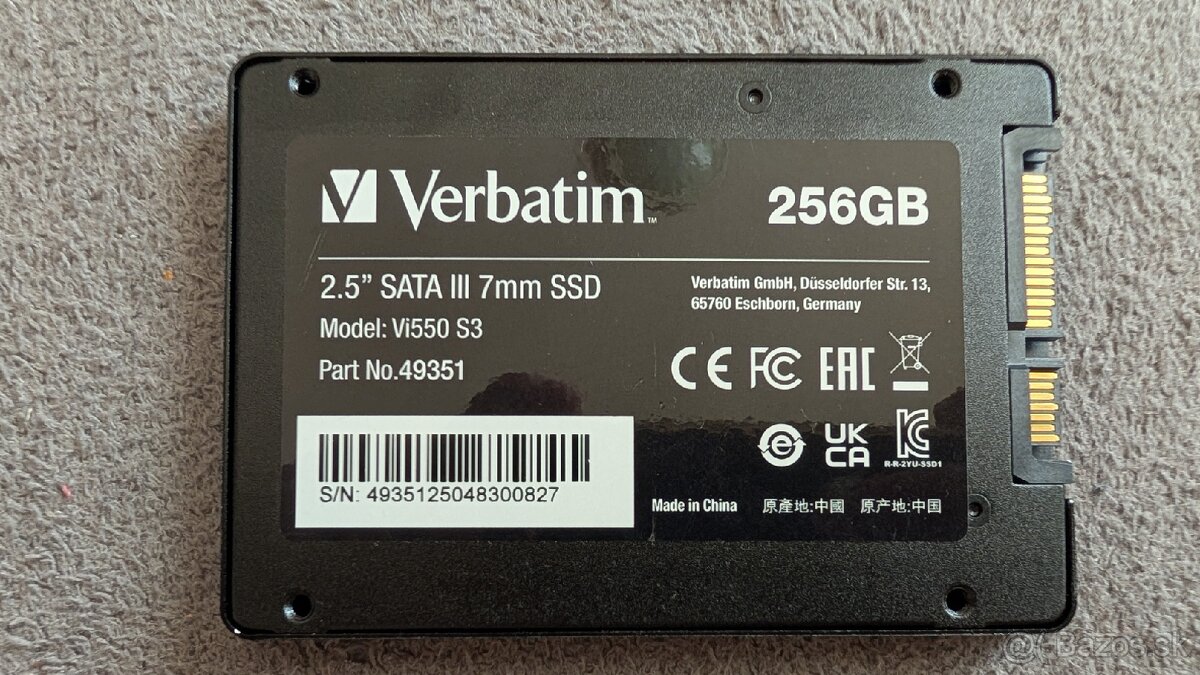 Verbatim™
256GB
2.5” SATA III 7mm SSD
Model: Vi550 S3
Part No.49351
Verbatim GmbH, Düsseldorfer Str. 13,
65760 Eschborn, Germany
CE FC EAC
e UK
CA
R-R-2YU-SSD1
S/N: 4935125048300827
Made in China 原產地:中國 原产地:中国
Bazos.sk